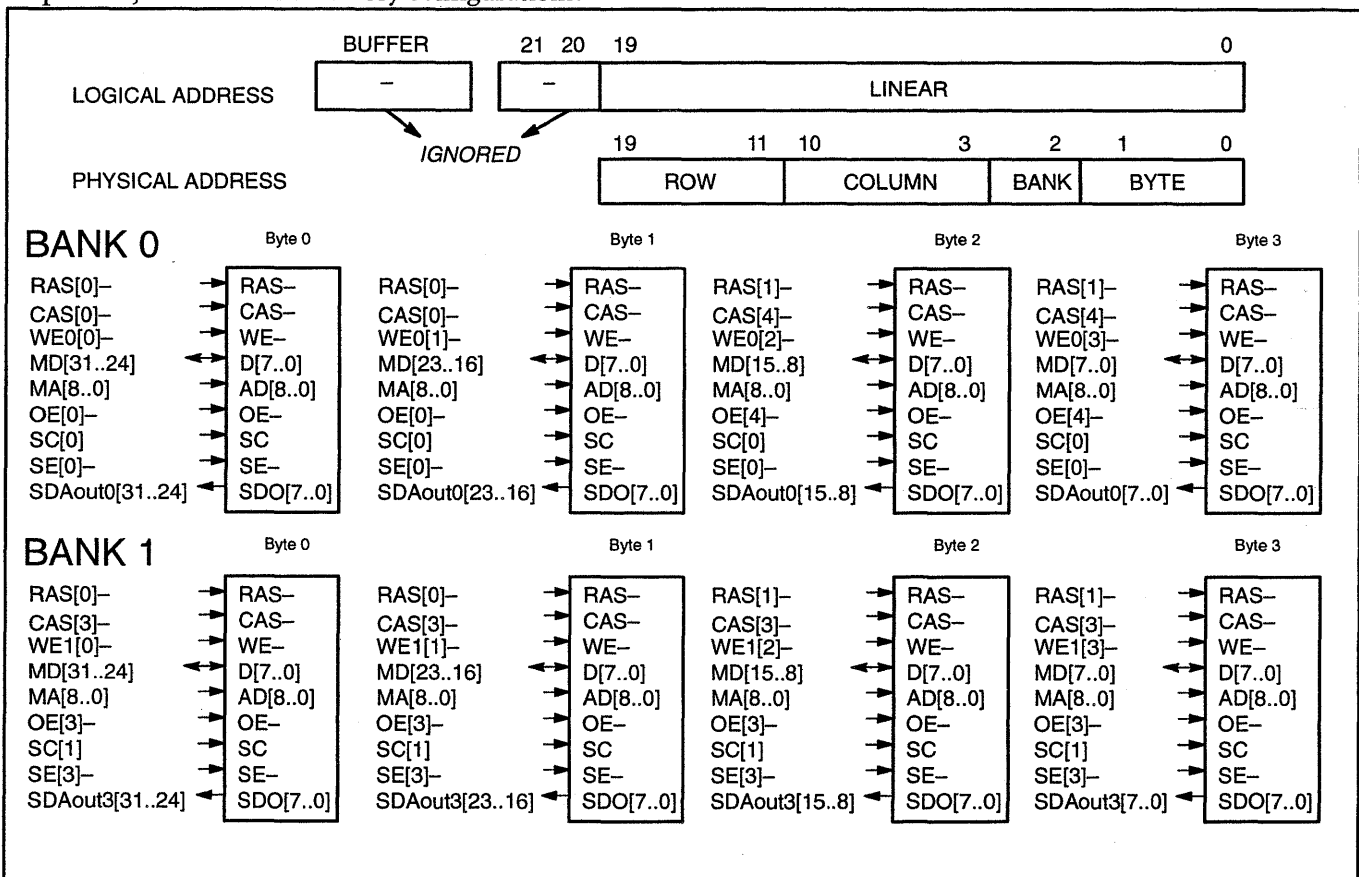 BUFFER 21 20 19 0
LOGICAL ADDRESS – – LINEAR
IGNORED
19 11 10 3 2 1 0
PHYSICAL ADDRESS ROW COLUMN BANK BYTE
BANK 0 Byte 0 Byte 1 Byte 2 Byte 3
RAS[0]– RAS– RAS[0]– RAS– RAS[1]– RAS– RAS[1]– RAS–
CAS[0]– CAS– CAS[0]– CAS– CAS[4]– CAS– CAS[4]– CAS–
WE0[0]– WE– WE0[1]– WE– WE0[2]– WE– WE0[3]– WE–
MD[31..24] D[7..0] MD[23..16] D[7..0] MD[15..8] D[7..0] MD[7..0] D[7..0]
MA[8..0] AD[8..0] MA[8..0] AD[8..0] MA[8..0] AD[8..0] MA[8..0] AD[8..0]
OE[0]– OE– OE[0]– OE– OE[4]– OE– OE[4]– OE–
SC[0] SC SC[0] SC SC[0] SC SC[0] SC
SE[0]– SE– SE[0]– SE– SE[0]– SE– SE[0]– SE–
SDAout0[31..24] SDO[7..0] SDAout0[23..16] SDO[7..0] SDAout0[15..8] SDO[7..0] SDAout0[7..0] SDO[7..0]
BANK 1 Byte 0 Byte 1 Byte 2 Byte 3
RAS[0]– RAS– RAS[0]– RAS– RAS[1]– RAS– RAS[1]– RAS–
CAS[3]– CAS– CAS[3]– CAS– CAS[3]– CAS– CAS[3]– CAS–
WE1[0]– WE– WE1[1]– WE– WE1[2]– WE– WE1[3]– WE–
MD[31..24] D[7..0] MD[23..16] D[7..0] MD[15..8] D[7..0] MD[7..0] D[7..0]
MA[8..0] AD[8..0] MA[8..0] AD[8..0] MA[8..0] AD[8..0] MA[8..0] AD[8..0]
OE[3]– OE– OE[3]– OE– OE[3]– OE– OE[3]– OE–
SC[1] SC SC[1] SC SC[1] SC SC[1] SC
SE[3]– SE– SE[3]– SE– SE[3]– SE– SE[3]– SE–
SDAout3[31..24] SDO[7..0] SDAout3[23..16] SDO[7..0] SDAout3[15..8] SDO[7..0] SDAout3[7..0] SDO[7..0]